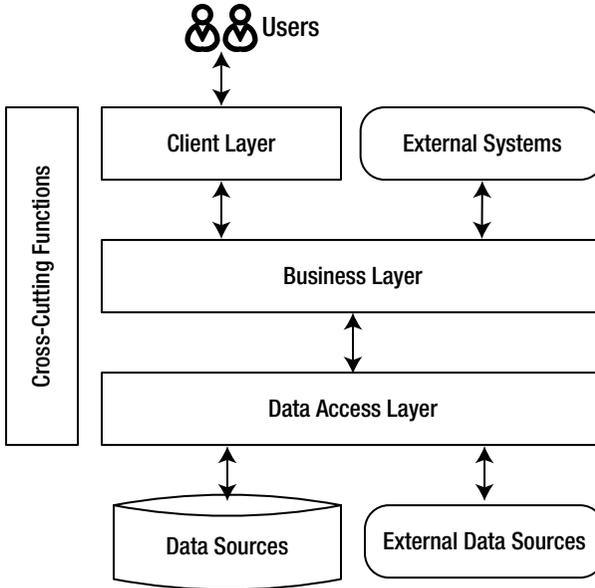 Users
Client Layer
External Systems
Cross-Cutting Functions
Business Layer
Data Access Layer
Data Sources
External Data Sources